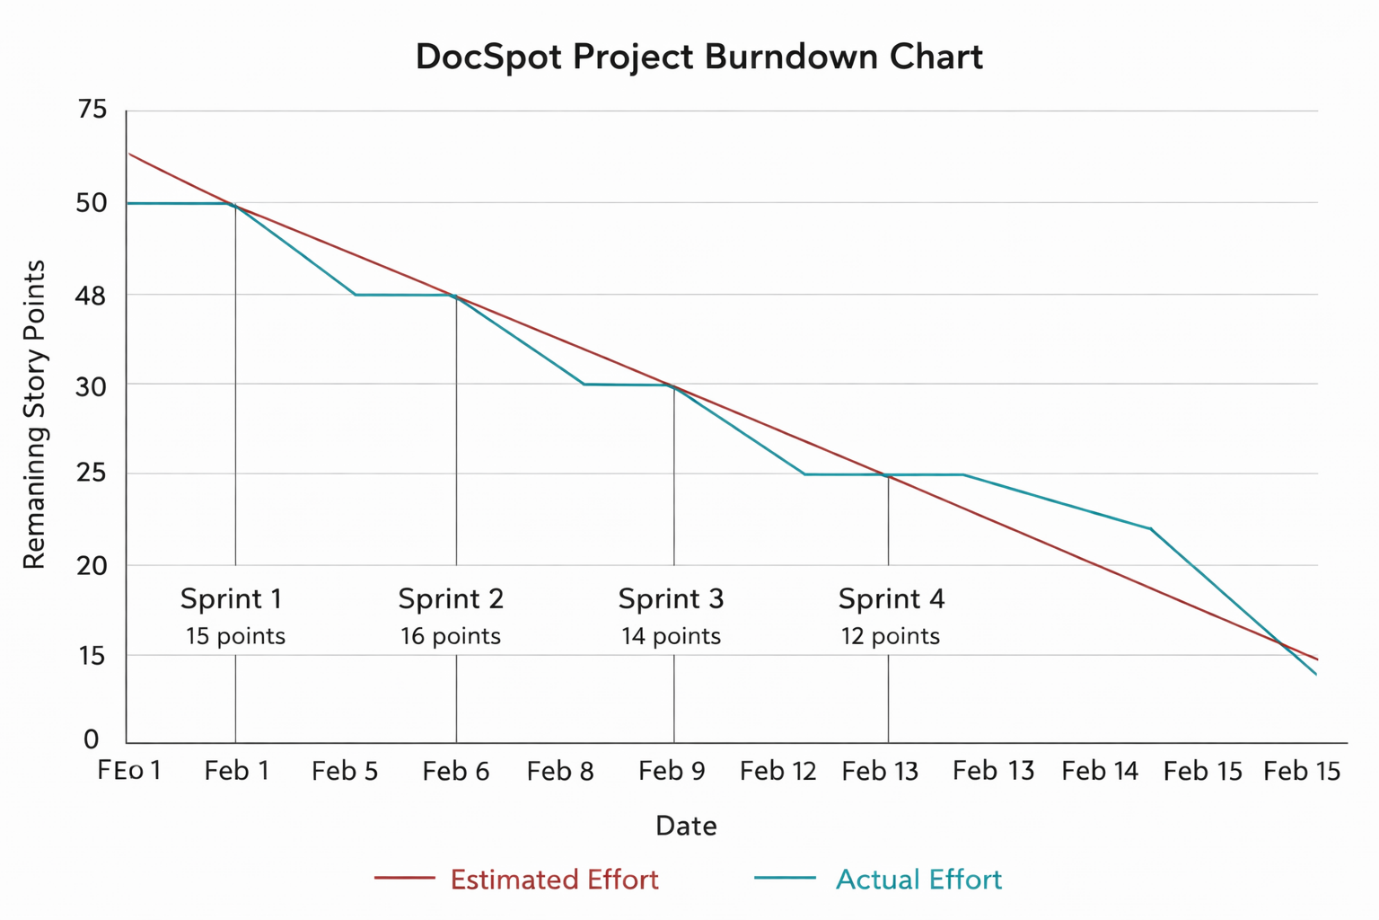 DocSpot Project Burndown Chart
75
50
48
30
25
20
15
0
Remaninng Story Points
Sprint 1
15 points
Sprint 2
16 points
Sprint 3
14 points
Sprint 4
12 points
FEo 1 Feb 1 Feb 5 Feb 6 Feb 8 Feb 9 Feb 12 Feb 13 Feb 13 Feb 14 Feb 15 Feb 15
Date
Estimated Effort Actual Effort